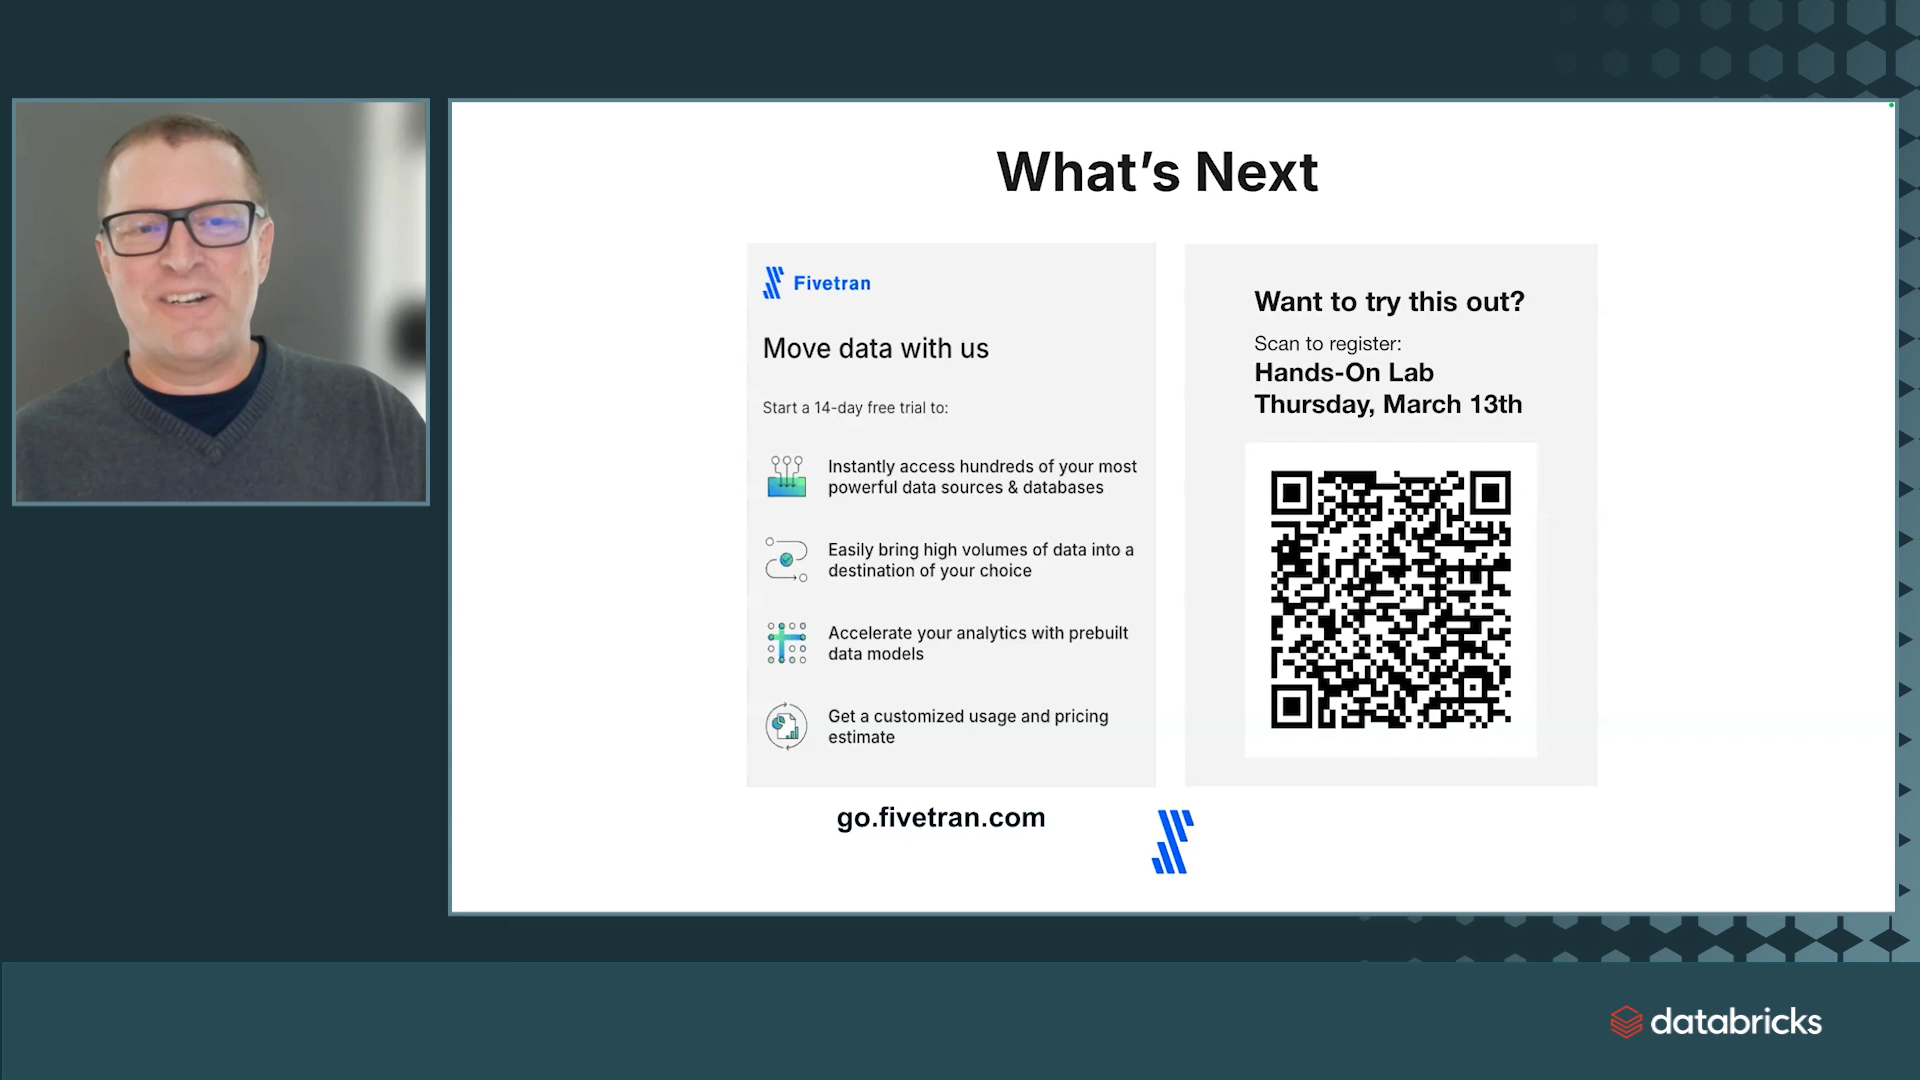 What's Next
Fivetran
Move data with us
Start a 14-day free trial to:
Instantly access hundreds of your most
powerful data sources & databases
Easily bring high volumes of data into a
destination of your choice
Accelerate your analytics with prebuilt
data models
Get a customized usage and pricing
estimate
go.fivetran.com
Want to try this out?
Scan to register:
Hands-On Lab
Thursday, March 13th
databricks